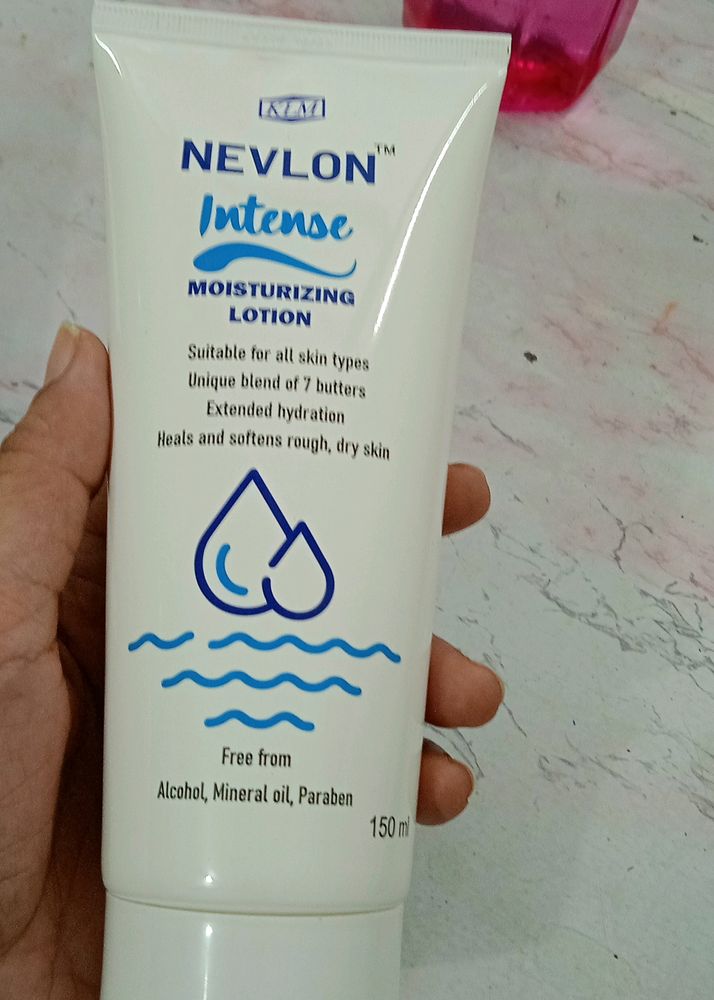 KLM
NEVLON™
Intense
MOISTURIZING
LOTION
Suitable for all skin types
Unique blend of 7 butters
Extended hydration
Heals and softens rough, dry skin
Free from
Alcohol, Mineral oil, Paraben
150 ml